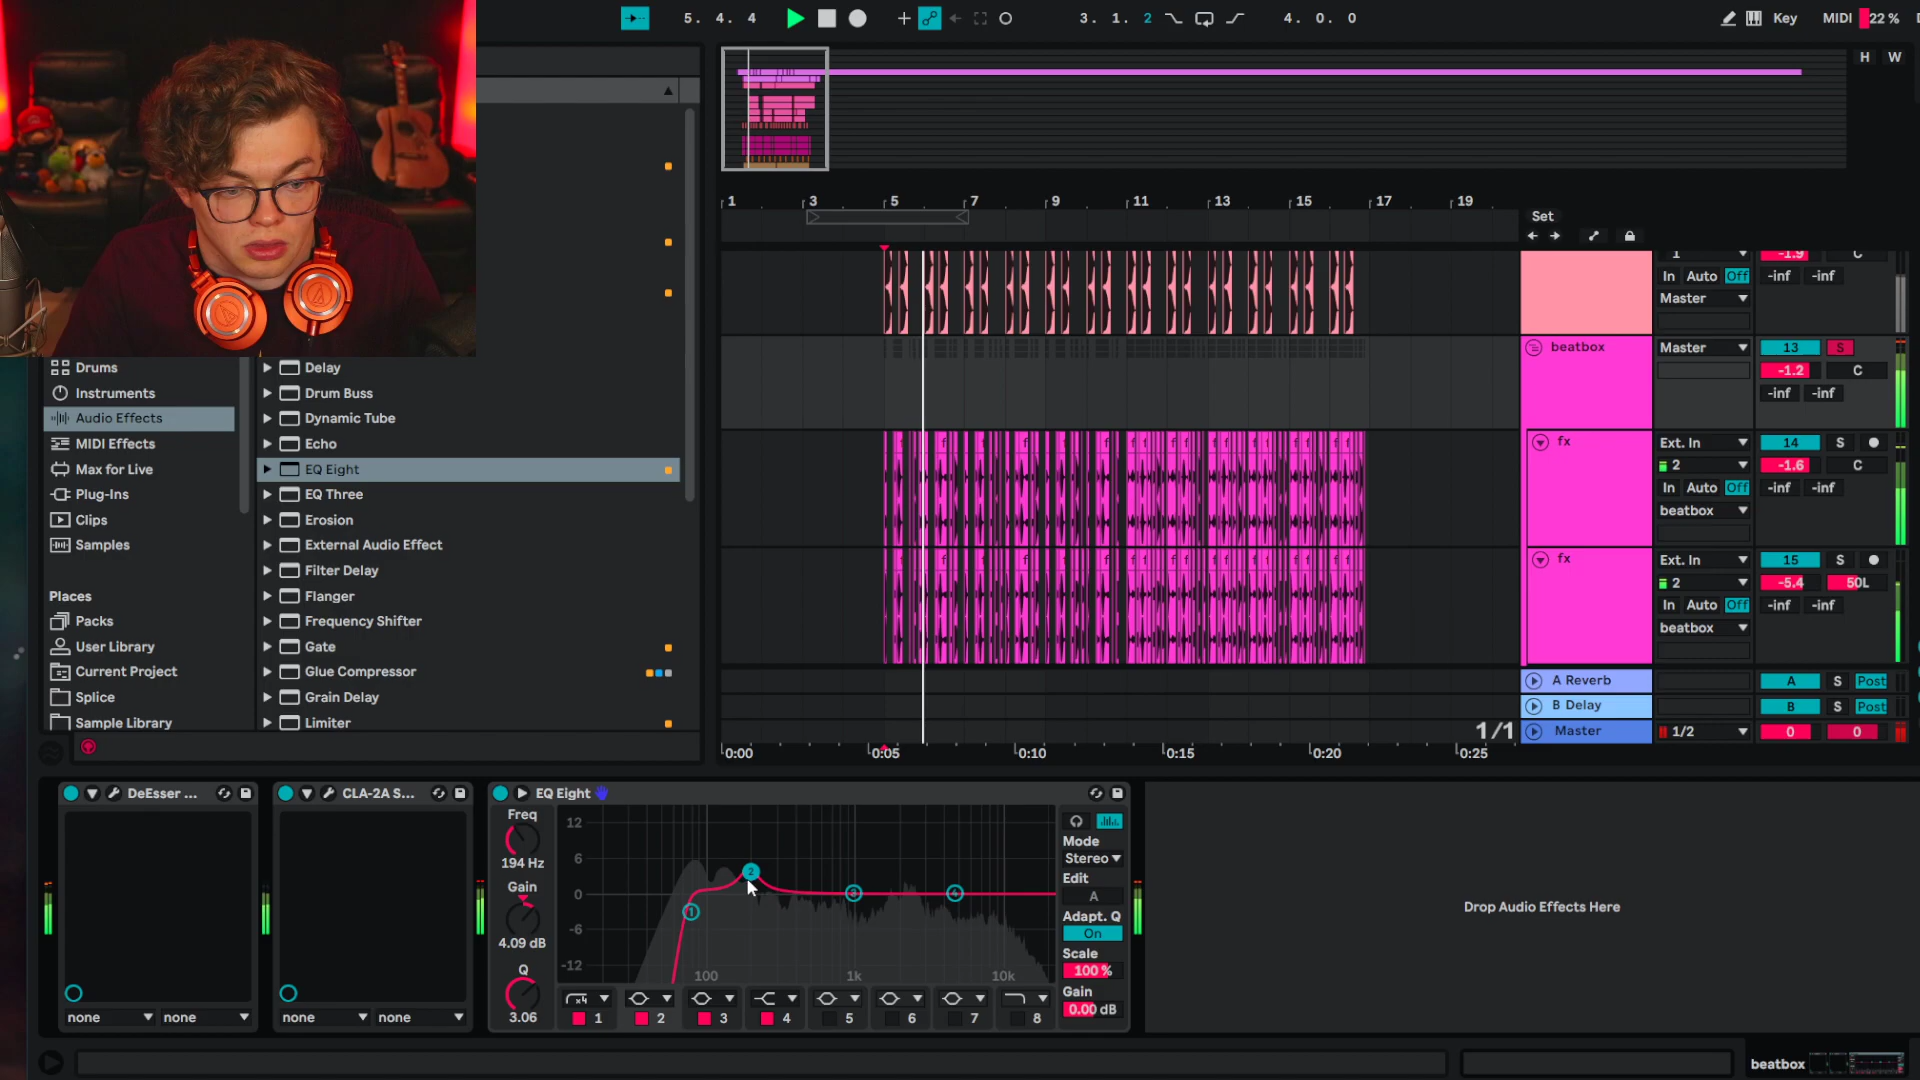 5. 4. 4
3. 1. 2
4. 0. 0
Key
MIDI
22 %
H
W
1
3
5
7
9
11
13
15
17
19
Set
-1.9
C
In
Auto
Off
-inf
-inf
Master
beatbox
Master
13
S
-1.2
C
-inf
-inf
fx
Ext. In
14
S
2
-1.6
C
In
Auto
Off
-inf
-inf
beatbox
fx
Ext. In
15
S
2
-5.4
50L
In
Auto
Off
-inf
-inf
beatbox
A Reverb
A
S
Post
B Delay
B
S
Post
1/1
Master
1/2
0
0
0:00
0:05
0:10
0:15
0:20
0:25
Drums
Instruments
Audio Effects
MIDI Effects
Max for Live
Plug-Ins
Clips
Samples
Places
Packs
User Library
Current Project
Splice
Sample Library
Delay
Drum Buss
Dynamic Tube
Echo
EQ Eight
EQ Three
Erosion
External Audio Effect
Filter Delay
Flanger
Frequency Shifter
Gate
Glue Compressor
Grain Delay
Limiter
DeEsser ...
none
none
CLA-2A S...
none
none
EQ Eight
Freq
194 Hz
Gain
4.09 dB
Q
3.06
12
6
0
-6
-12
100
1k
10k
1
2
3
4
x4
1
2
3
4
5
6
7
8
Mode
Stereo
Edit
A
Adapt. Q
On
Scale
100 %
Gain
0.00 dB
Drop Audio Effects Here
beatbox